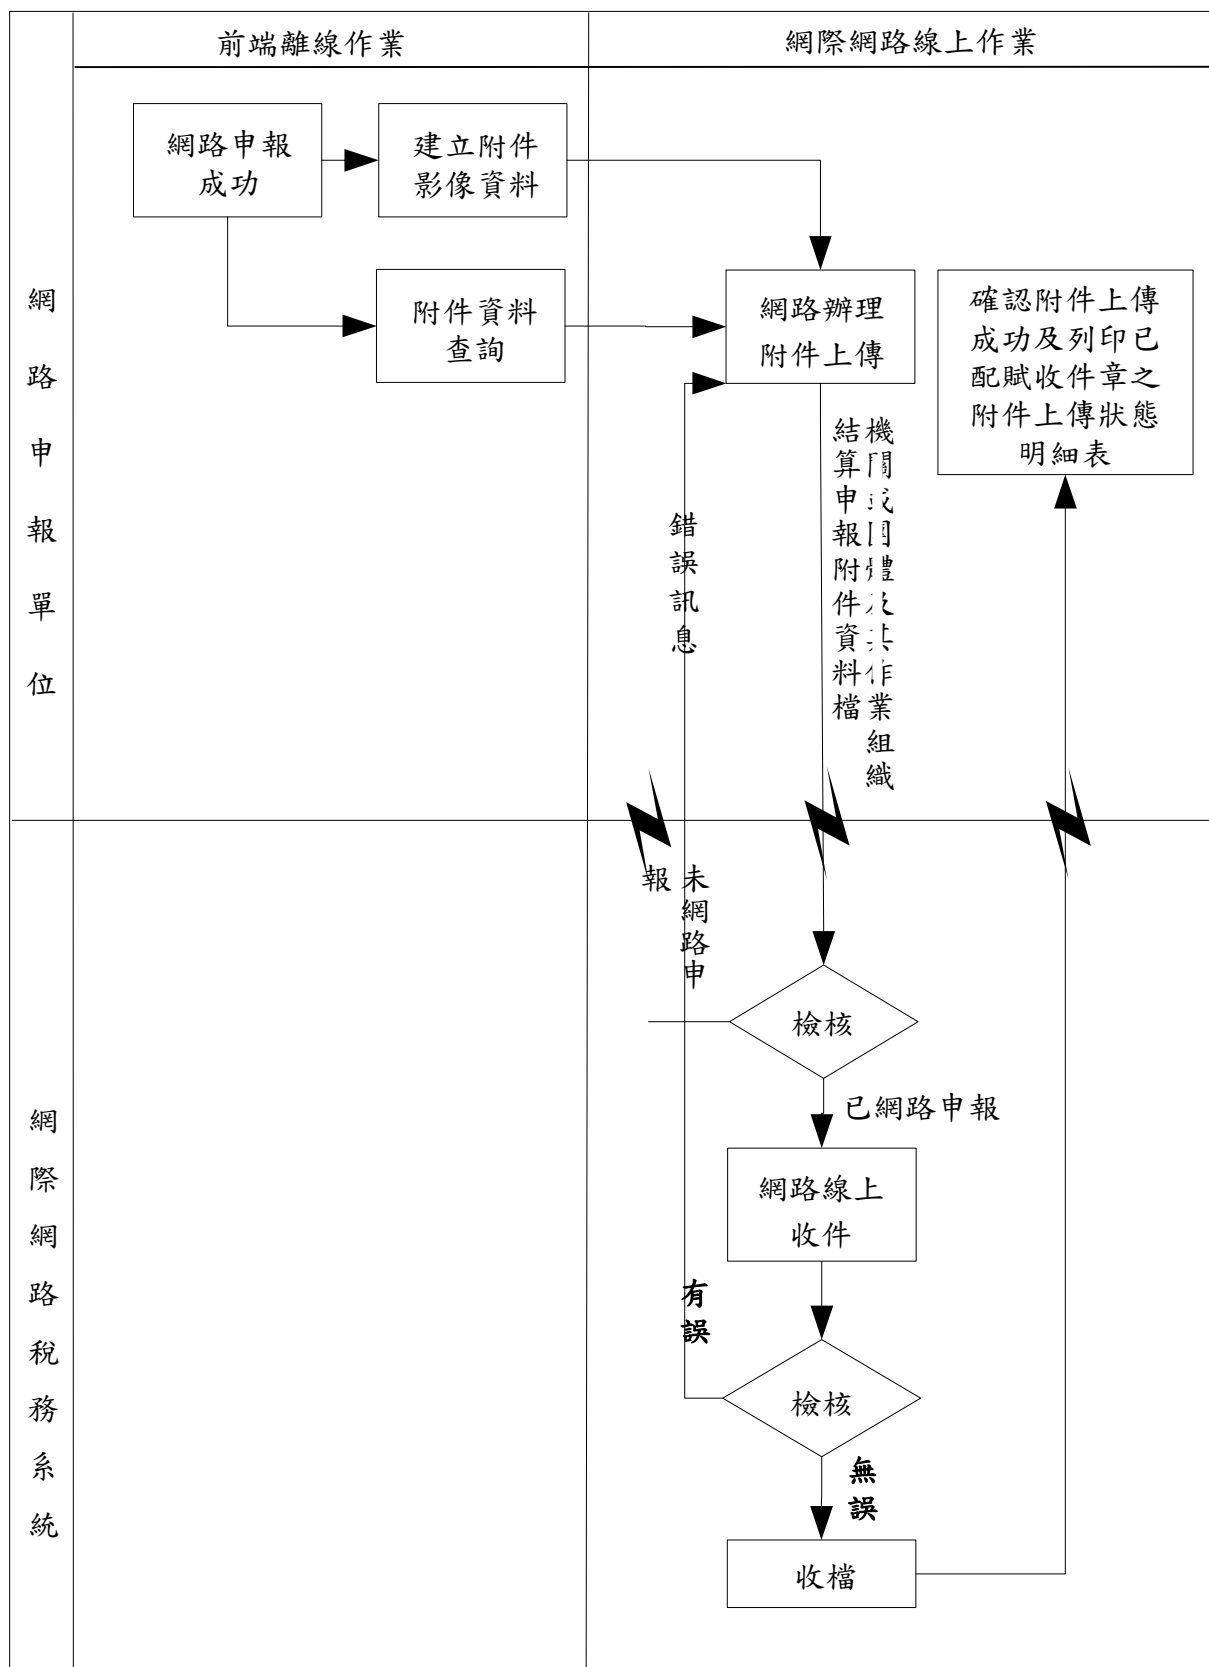 前端離線作業
網際網路線上作業
網路申報單位
網路申報
成功
建立附件
影像資料
附件資料
查詢
網路辦理
附件上傳
確認附件上傳
成功及列印已
配賦收件章之
附件上傳狀態
明細表
機關或團體及其作業組織
結算申報附件資料檔
錯誤訊息
網際網路稅務系統
未網路申
報
檢核
已網路申報
網路線上
收件
有誤
檢核
無誤
收檔